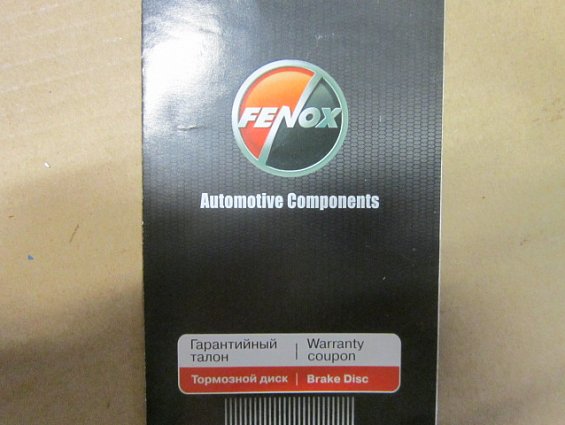 FENOX
Automotive Components
Гарантийный | Warranty
талон | coupon
Тормозной диск | Brake Disc